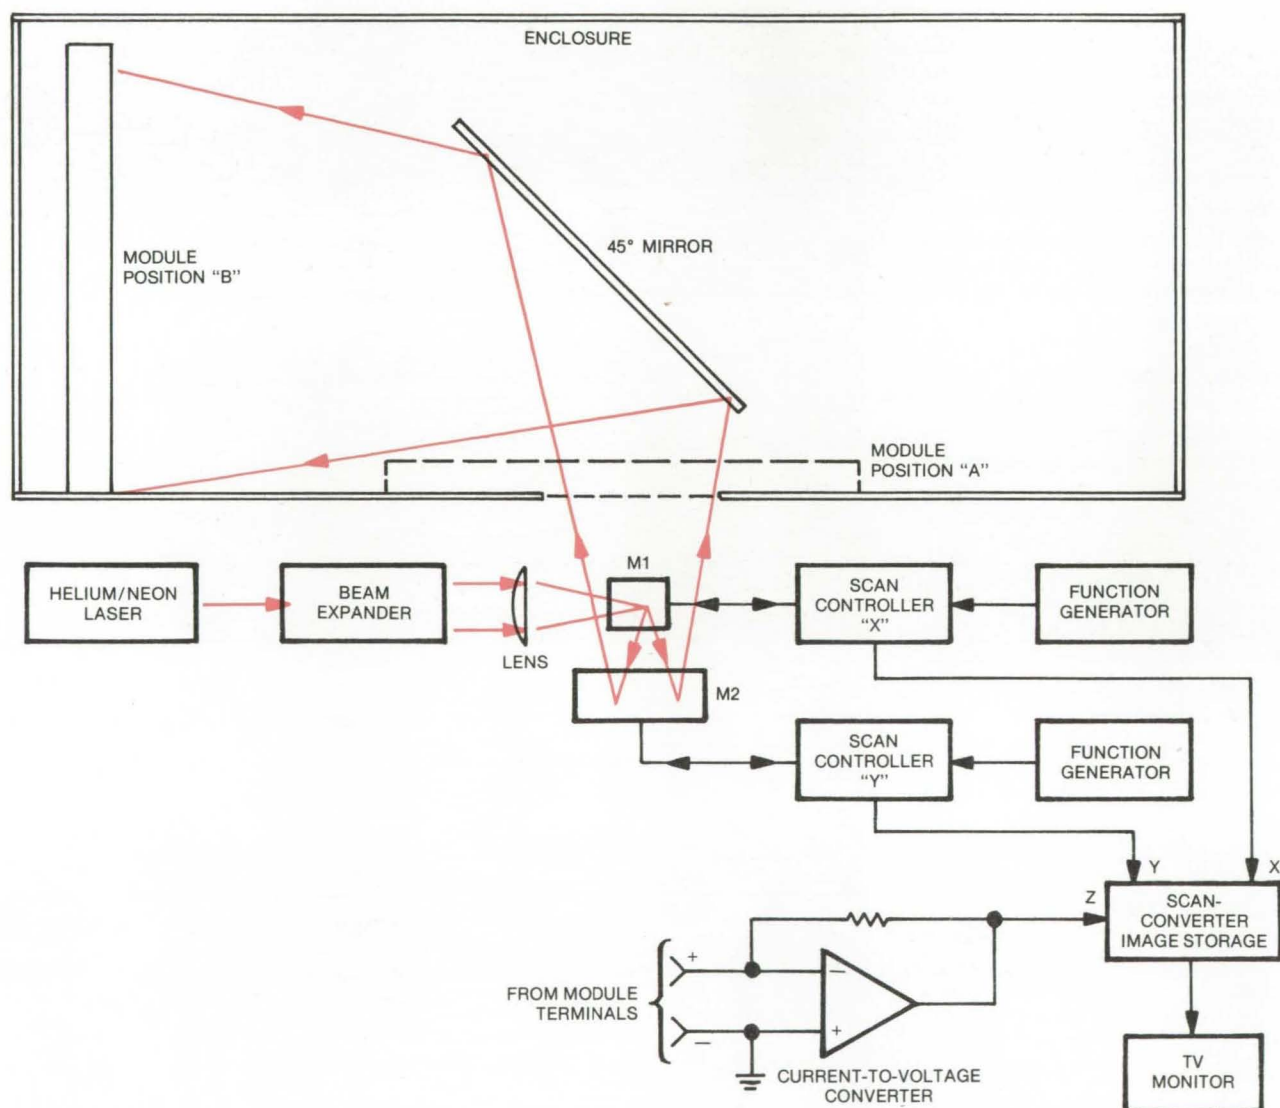 ENCLOSURE
MODULE
POSITION "B"
45° MIRROR
MODULE
POSITION "A"
HELIUM/NEON
LASER
BEAM
EXPANDER
LENS
M1
SCAN
CONTROLLER
"X"
FUNCTION
GENERATOR
M2
SCAN
CONTROLLER
"Y"
FUNCTION
GENERATOR
Y
X
Z
SCAN-
CONVERTER
IMAGE STORAGE
FROM MODULE
TERMINALS
+
−
−
+
CURRENT-TO-VOLTAGE
CONVERTER
TV
MONITOR